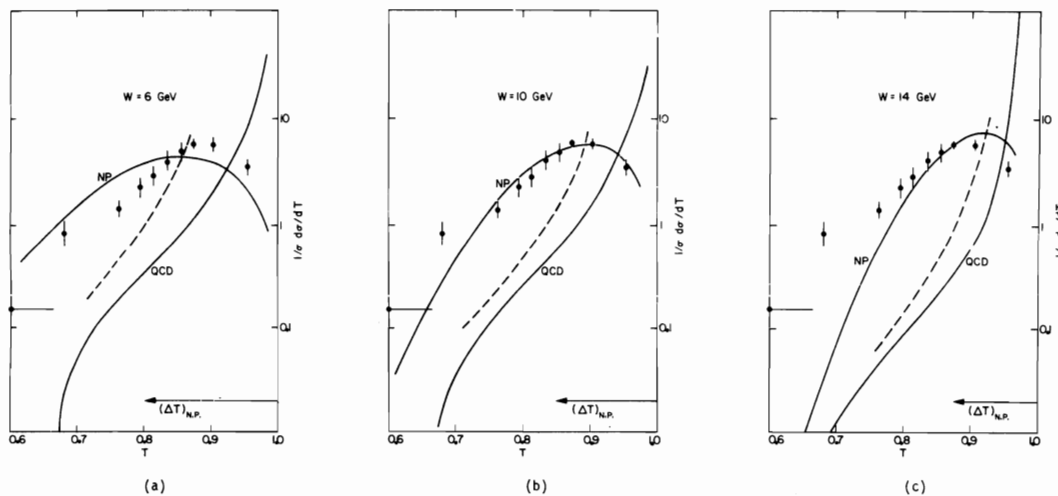 W = 6 GeV
NP
QCD
(ΔT)N.P.
10
1
0.1
1/σ dσ/dT
0.6 0.7 0.8 0.9 1.0
T
(a)
W = 10 GeV
NP
QCD
(ΔT)N.P.
10
1
0.1
1/σ dσ/dT
0.6 0.7 0.8 0.9 1.0
T
(b)
W = 14 GeV
NP
QCD
(ΔT)N.P.
10
1
0.1
0.6 0.7 0.8 0.9 1.0
T
(c)